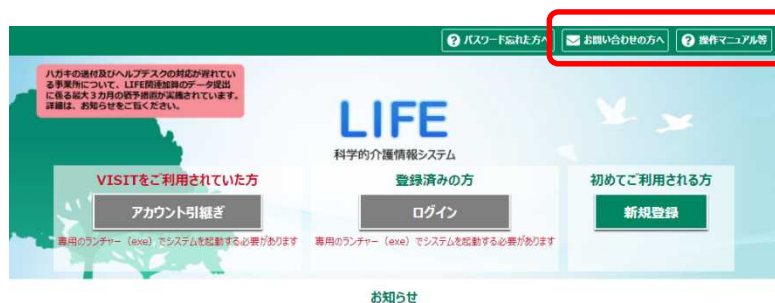 パスワード忘れた方へ
お問い合わせの方へ
操作マニュアル等
ハガキの送付及びヘルプデスクの対応が遅れてい
る事業所について、LIFE関連加算のデータ提出
に係る最大3カ月の猶予措置が実施されています。
詳細は、お知らせをご覧ください。
LIFE
科学的介護情報システム
VISITをご利用されていた方
登録済みの方
初めてご利用される方
アカウント引継ぎ
ログイン
新規登録
専用のランチャー（exe）でシステムを起動する必要があります
専用のランチャー（exe）でシステムを起動する必要があります
お知らせ